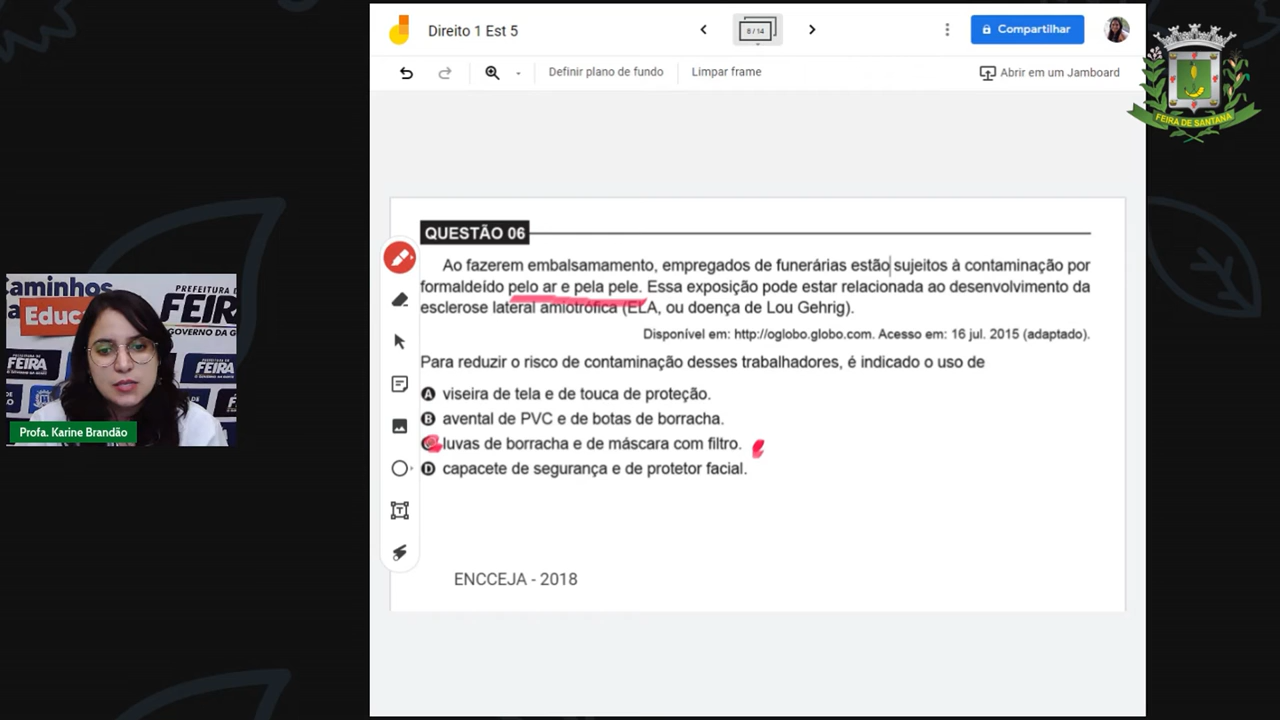 Direito 1 Est 5
8 / 14
Compartilhar
Definir plano de fundo
Limpar frame
Abrir em um Jamboard
FEIRA DE SANTANA
QUESTÃO 06
Ao fazerem embalsamamento, empregados de funerárias estão sujeitos à contaminação por
formaldeído pelo ar e pela pele. Essa exposição pode estar relacionada ao desenvolvimento da
esclerose lateral amiotrófica (ELA, ou doença de Lou Gehrig).
Disponível em: http://oglobo.globo.com. Acesso em: 16 jul. 2015 (adaptado).
Para reduzir o risco de contaminação desses trabalhadores, é indicado o uso de
A viseira de tela e de touca de proteção.
B avental de PVC e de botas de borracha.
luvas de borracha e de máscara com filtro.
D capacete de segurança e de protetor facial.
ENCCEJA - 2018
aminhos
Educa
PREFEITURA DE
FEIRA
GOVERNO DA
FEIRA
FEIRA
Profa. Karine Brandão